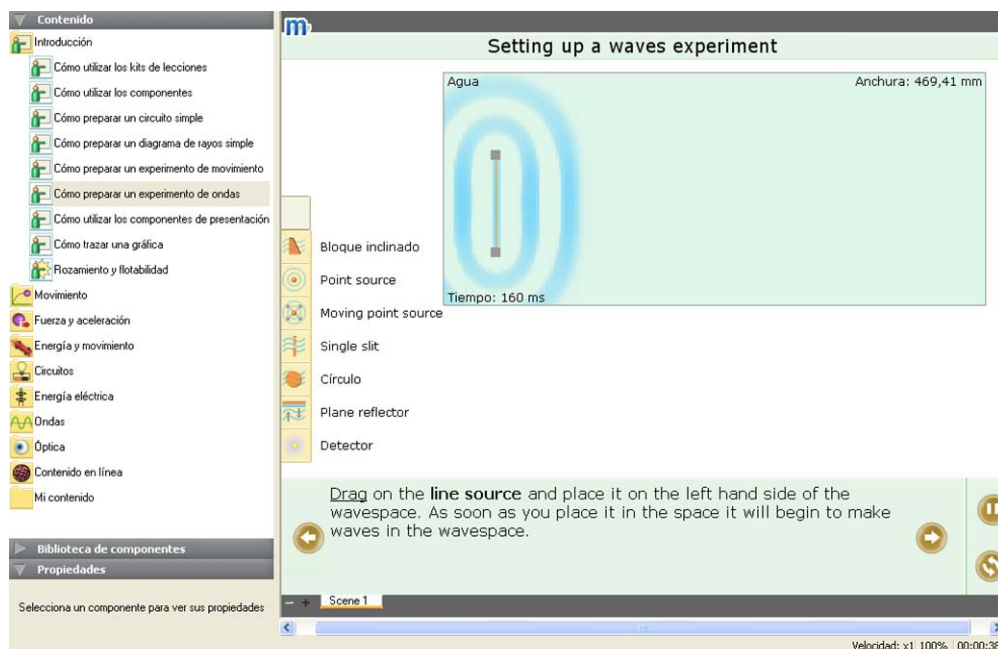 Contenido
Introducción
Cómo utilizar los kits de lecciones
Cómo utilizar los componentes
Cómo preparar un circuito simple
Cómo preparar un diagrama de rayos simple
Cómo preparar un experimento de movimiento
Cómo preparar un experimento de ondas
Cómo utilizar los componentes de presentación
Cómo trazar una gráfica
Rozamiento y flotabilidad
Movimiento
Fuerza y aceleración
Energía y movimiento
Circuitos
Energía eléctrica
Ondas
Óptica
Contenido en línea
Mi contenido
Biblioteca de componentes
Propiedades
Selecciona un componente para ver sus propiedades
m
Setting up a waves experiment
Agua
Anchura: 469,41 mm
Tiempo: 160 ms
Bloque inclinado
Point source
Moving point source
Single slit
Círculo
Plane reflector
Detector
Drag on the line source and place it on the left hand side of the
wavespace. As soon as you place it in the space it will begin to make
waves in the wavespace.
Scene 1
Velocidad: x1 100% 00:00:38